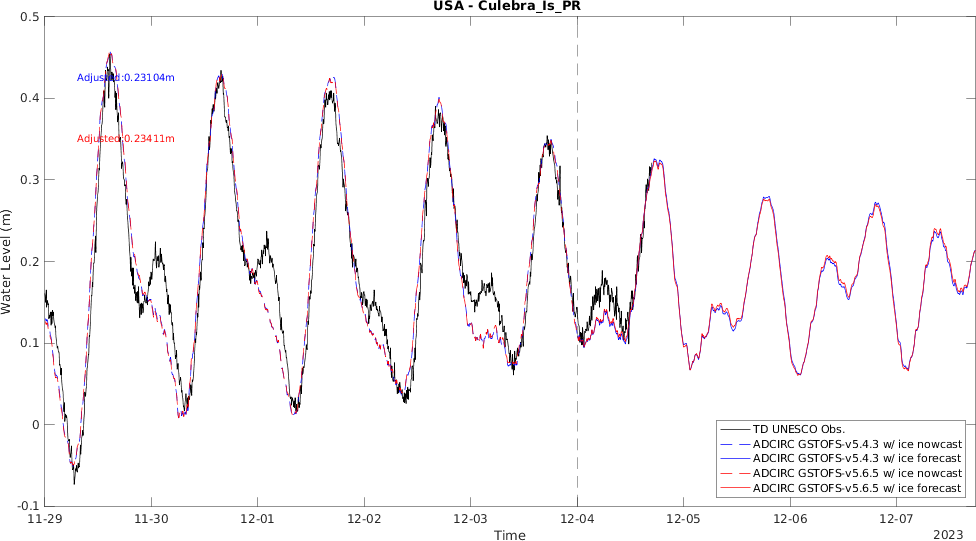 USA - Culebra_Is_PR
0.5
Adjusted:0.23104m
0.4
Adjusted:0.23411m
0.3
0.2
0.1
0
-0.1
Water Level (m)
TD UNESCO Obs.
ADCIRC GSTOFS-v5.4.3 w/ ice nowcast
ADCIRC GSTOFS-v5.4.3 w/ ice forecast
ADCIRC GSTOFS-v5.6.5 w/ ice nowcast
ADCIRC GSTOFS-v5.6.5 w/ ice forecast
11-29 11-30 12-01 12-02 12-03 12-04 12-05 12-06 12-07
Time
2023